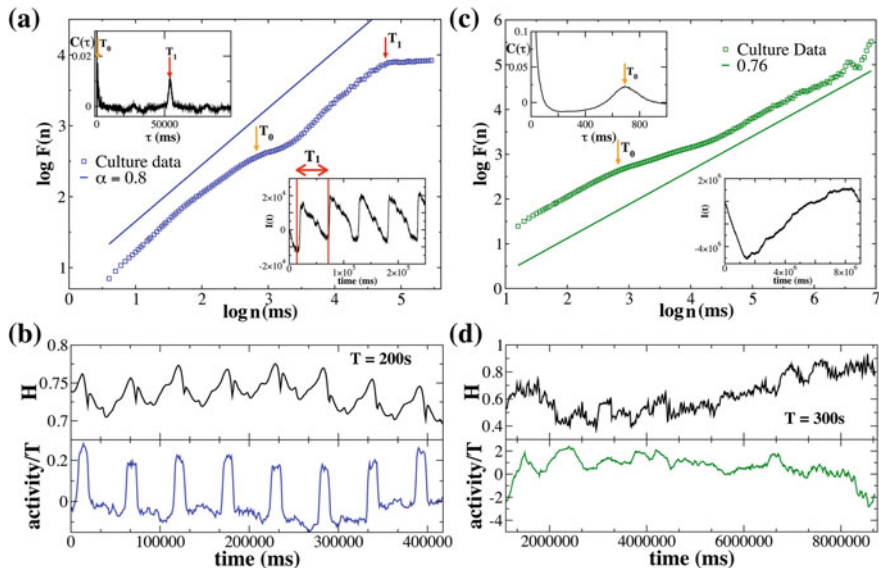 (a)
log F(n)
4
3
2
1
0
1
2
3
4
5
log n (ms)
C(τ)
0.02
0
0
50000
τ (ms)
T0
T1
T1
T0
Culture data
α = 0.8
T1
I(t)
2×10^4
0
-2×10^4
0
1×10^5
time (ms)
(b)
H
0.8
0.75
0.7
T = 200s
activity/T
0.2
0
0
100000
200000
300000
400000
time (ms)
(c)
log F(n)
5
4
3
2
1
0
1
2
3
4
5
6
7
log n (ms)
C(τ)
0.1
0.05
0
0
400
800
τ (ms)
T0
T0
Culture Data
0.76
I(t)
2×10^6
-4×10^6
0
4×10^6
8×10^6
time (ms)
(d)
H
1
0.8
0.6
0.4
T = 300s
activity/T
2
0
-2
-4
2000000
4000000
6000000
8000000
time (ms)